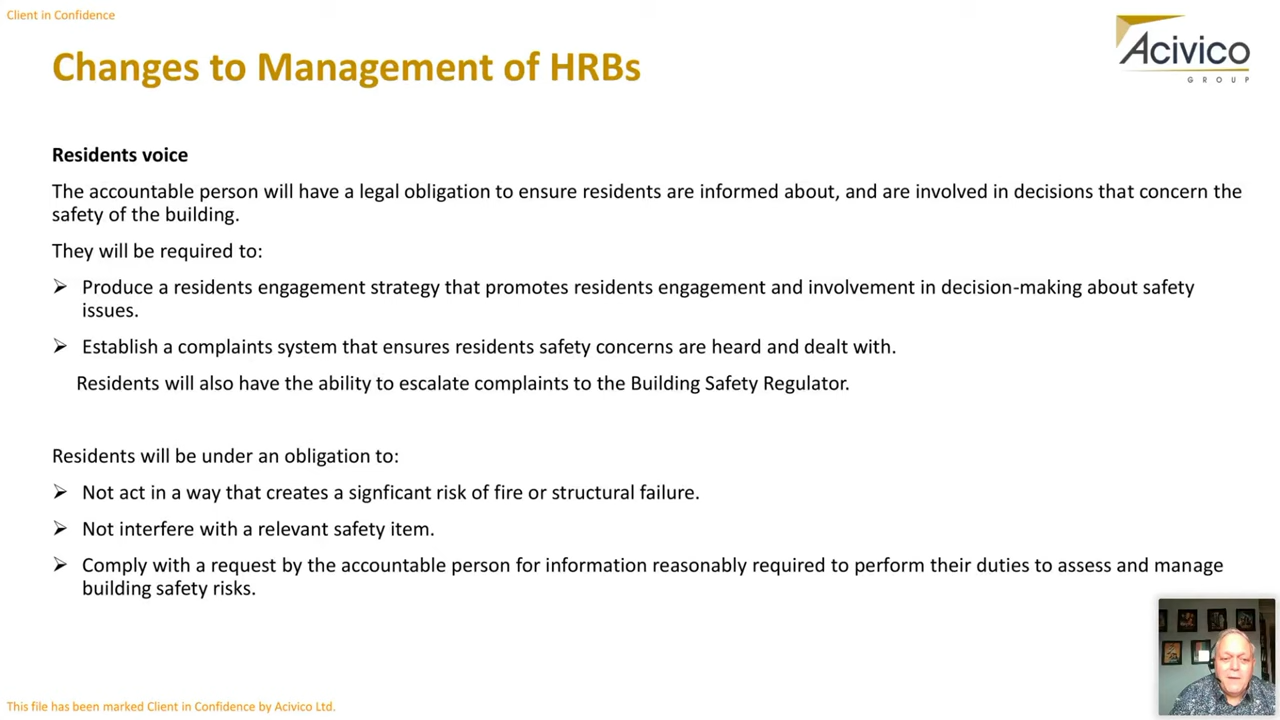 Client in Confidence
Changes to Management of HRBs
Acivico
GROUP
Residents voice
The accountable person will have a legal obligation to ensure residents are informed about, and are involved in decisions that concern the
safety of the building.
They will be required to:
➢ Produce a residents engagement strategy that promotes residents engagement and involvement in decision-making about safety
issues.
➢ Establish a complaints system that ensures residents safety concerns are heard and dealt with.
Residents will also have the ability to escalate complaints to the Building Safety Regulator.
Residents will be under an obligation to:
➢ Not act in a way that creates a signficant risk of fire or structural failure.
➢ Not interfere with a relevant safety item.
➢ Comply with a request by the accountable person for information reasonably required to perform their duties to assess and manage
building safety risks.
This file has been marked Client in Confidence by Acivico Ltd.